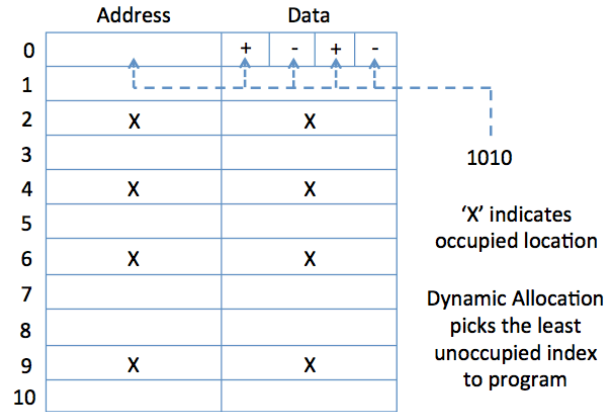 Address Data
0 + - + -
1
2 X X
3
4 X X
5
6 X X
7
8
9 X X
10
1010
‘X’ indicates
occupied location
Dynamic Allocation
picks the least
unoccupied index
to program